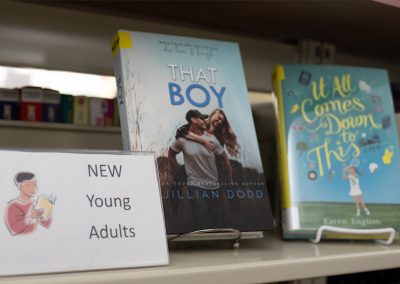 NEW
Young
Adults
THAT
BOY
JILLIAN DODD
It All
Comes
Down to
This
Karen English